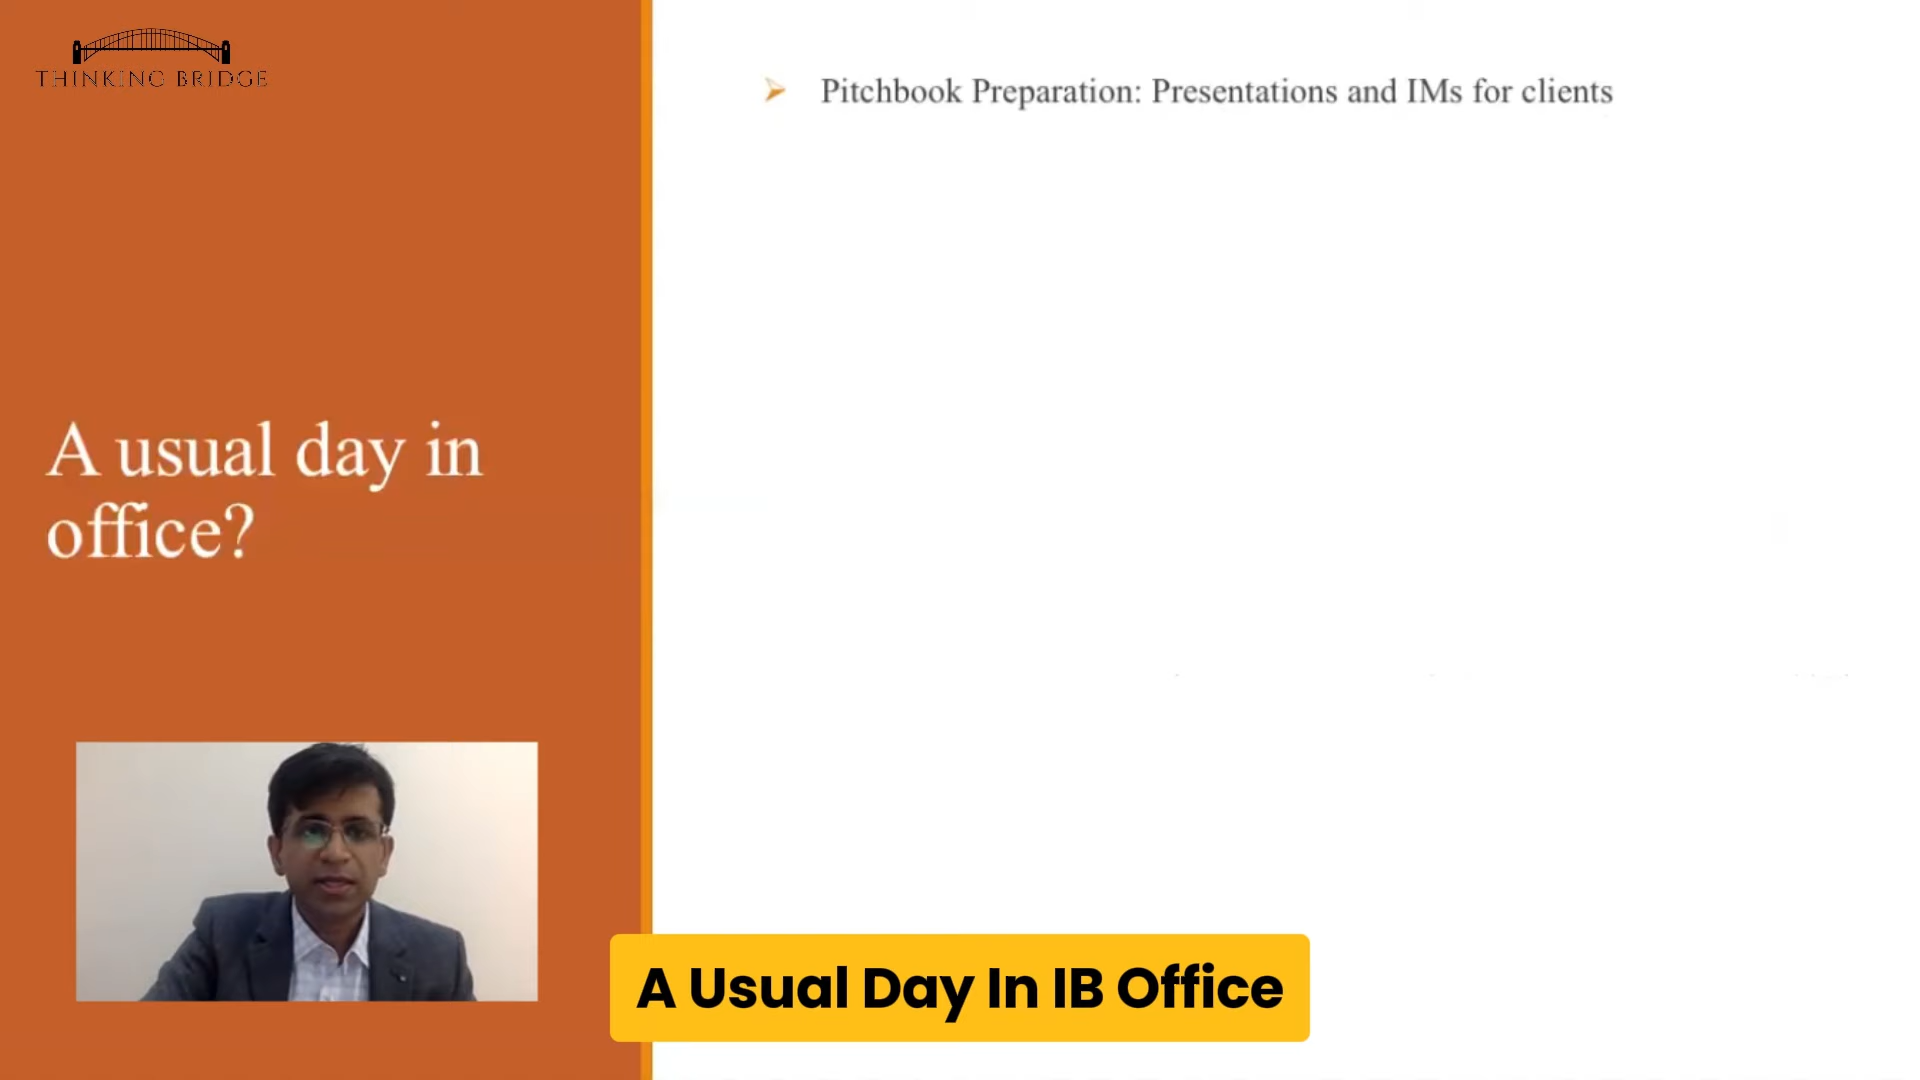 THINKING BRIDGE
Pitchbook Preparation: Presentations and IMs for clients
A usual day in
office?
A Usual Day In IB Office